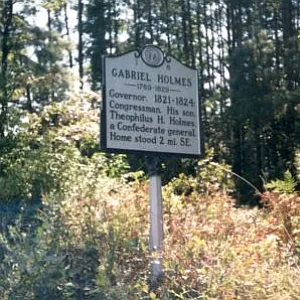 GABRIEL HOLMES
1769-1829
Governor, 1821-1824;
Congressman. His son,
Theophilus H. Holmes,
a Confederate general.
Home stood 2 mi. SE.